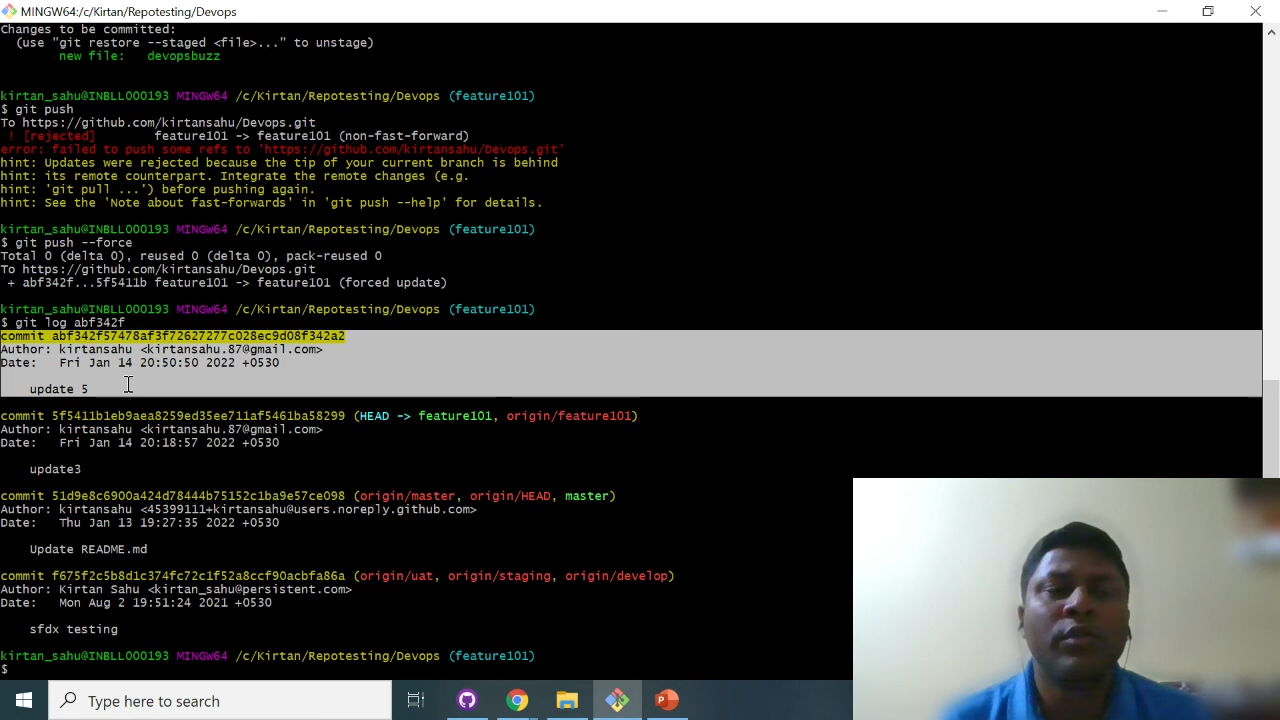 MINGW64:/c/Kirtan/Repotesting/Devops
Changes to be committed:
(use "git restore --staged <file>..." to unstage)
new file: devopsbuzz
kirtan_sahu@INBLL000193 MINGW64 /c/Kirtan/Repotesting/Devops (feature101)
$ git push
To https://github.com/kirtansahu/Devops.git
! [rejected] feature101 -> feature101 (non-fast-forward)
error: failed to push some refs to 'https://github.com/kirtansahu/Devops.git'
hint: Updates were rejected because the tip of your current branch is behind
hint: its remote counterpart. Integrate the remote changes (e.g.
hint: 'git pull ...') before pushing again.
hint: See the 'Note about fast-forwards' in 'git push --help' for details.
kirtan_sahu@INBLL000193 MINGW64 /c/Kirtan/Repotesting/Devops (feature101)
$ git push --force
Total 0 (delta 0), reused 0 (delta 0), pack-reused 0
To https://github.com/kirtansahu/Devops.git
+ abf342f...5f5411b feature101 -> feature101 (forced update)
kirtan_sahu@INBLL000193 MINGW64 /c/Kirtan/Repotesting/Devops (feature101)
$ git log abf342f
commit abf342f57478af3f72627277c028ec9d08f342a2
Author: kirtansahu <kirtansahu.87@gmail.com>
Date: Fri Jan 14 20:50:50 2022 +0530
update 5
commit 5f5411b1eb9aea8259ed35ee711af5461ba58299 (HEAD -> feature101, origin/feature101)
Author: kirtansahu <kirtansahu.87@gmail.com>
Date: Fri Jan 14 20:18:57 2022 +0530
update3
commit 51d9e8c6900a424d78444b75152c1ba9e57ce098 (origin/master, origin/HEAD, master)
Author: kirtansahu <45399111+kirtansahu@users.noreply.github.com>
Date: Thu Jan 13 19:27:35 2022 +0530
Update README.md
commit f675f2c5b8d1c374fc72c1f52a8ccf90acbfa86a (origin/uat, origin/staging, origin/develop)
Author: Kirtan Sahu <kirtan_sahu@persistent.com>
Date: Mon Aug 2 19:51:24 2021 +0530
sfdx testing
kirtan_sahu@INBLL000193 MINGW64 /c/Kirtan/Repotesting/Devops (feature101)
$
Type here to search